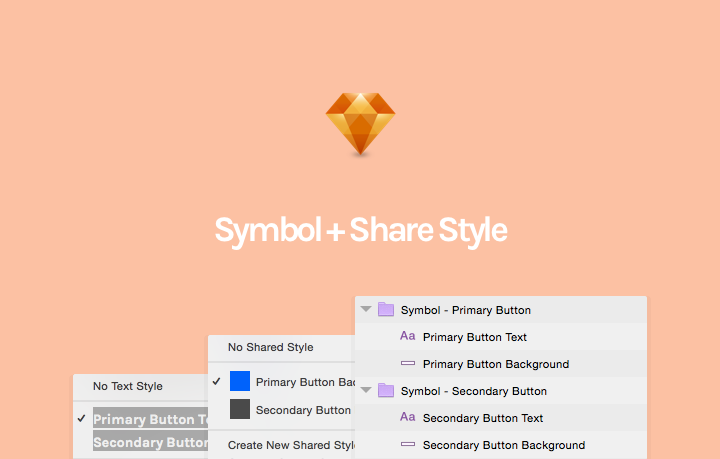 Symbol + Share Style
No Text Style
Primary Button
Secondary Button
No Shared Style
Primary Button
Secondary Button
Create New Shared Style
Symbol - Primary Button
Aa Primary Button Text
Primary Button Background
Symbol - Secondary Button
Aa Secondary Button Text
Secondary Button Background